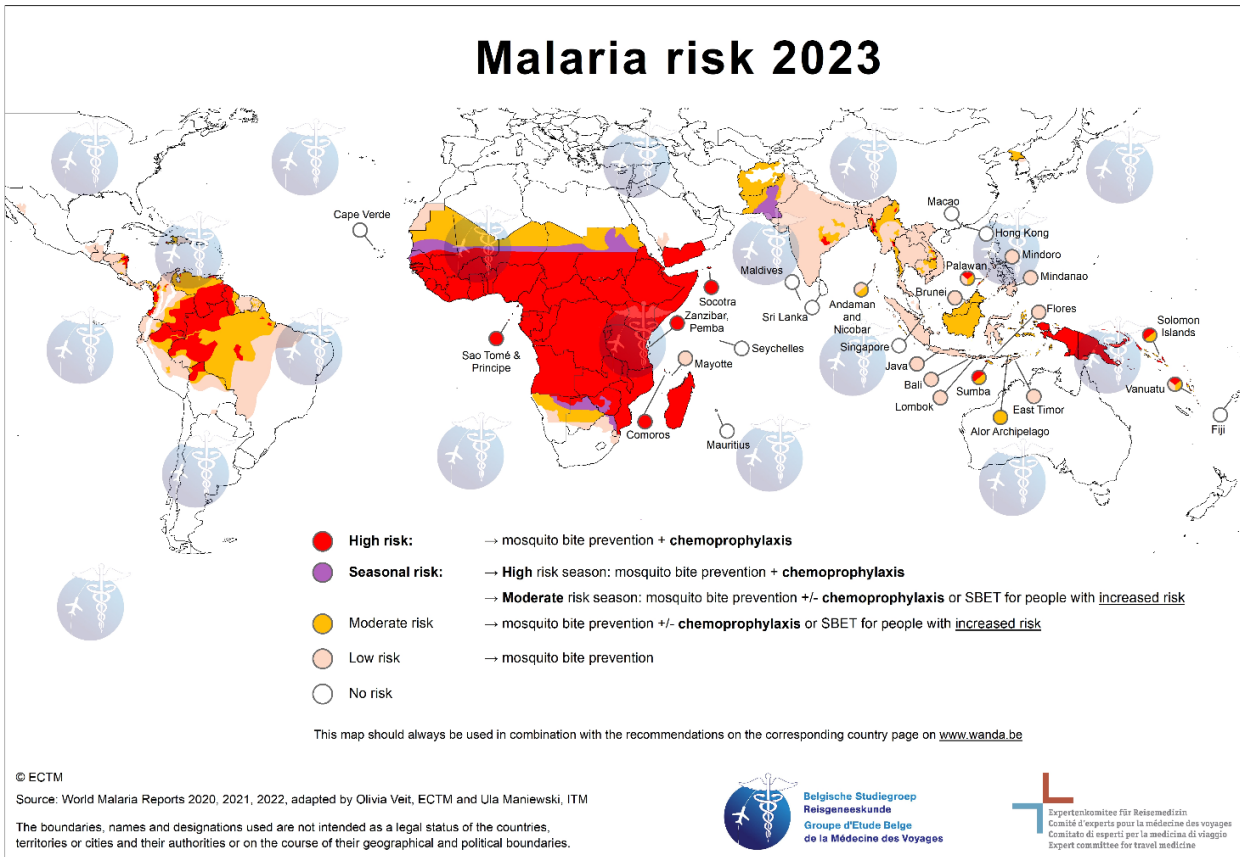 Malaria risk 2023
Cape Verde
Macao
Hong Kong
Mindoro
Palawan
Mindanao
Maldives
Brunei
Socotra
Sri Lanka
Andaman
and
Nicobar
Flores
Solomon
Islands
Zanzibar,
Pemba
Singapore
Seychelles
Sao Tomé &
Principe
Mayotte
Java
Bali
Sumba
Vanuatu
Lombok
East Timor
Comoros
Mauritius
Alor Archipelago
Fiji
High risk: → mosquito bite prevention + chemoprophylaxis
Seasonal risk: → High risk season: mosquito bite prevention + chemoprophylaxis
→ Moderate risk season: mosquito bite prevention +/- chemoprophylaxis or SBET for people with increased risk
Moderate risk → mosquito bite prevention +/- chemoprophylaxis or SBET for people with increased risk
Low risk → mosquito bite prevention
No risk
This map should always be used in combination with the recommendations on the corresponding country page on www.wanda.be
© ECTM
Source: World Malaria Reports 2020, 2021, 2022, adapted by Olivia Veit, ECTM and Ula Maniewski, ITM
The boundaries, names and designations used are not intended as a legal status of the countries,
territories or cities and their authorities or on the course of their geographical and political boundaries.
Belgische Studiegroep
Reisgeneeskunde
Groupe d'Etude Belge
de la Médecine des Voyages
Expertenkomitee für Reisemedizin
Comité d'experts pour la médecine des voyages
Comitato di esperti per la medicina di viaggio
Expert committee for travel medicine